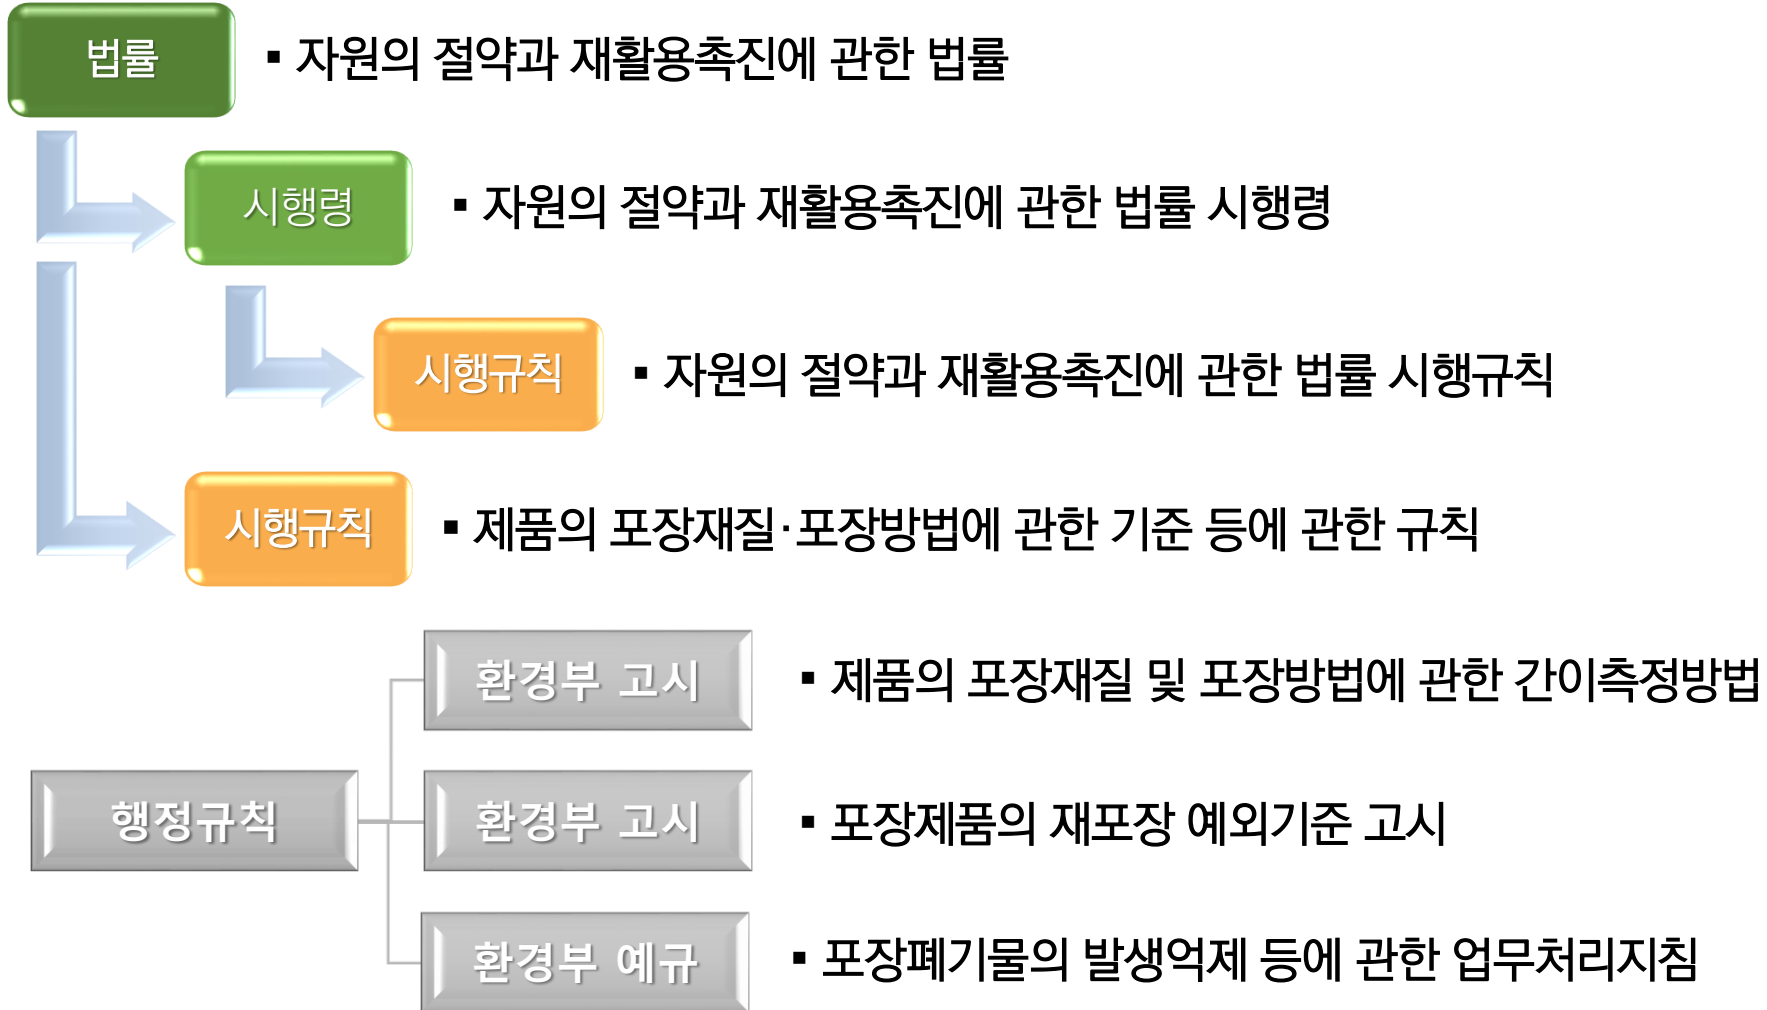 법률
▪ 자원의 절약과 재활용촉진에 관한 법률
시행령
▪ 자원의 절약과 재활용촉진에 관한 법률 시행령
시행규칙
▪ 자원의 절약과 재활용촉진에 관한 법률 시행규칙
시행규칙
▪ 제품의 포장재질·포장방법에 관한 기준 등에 관한 규칙
환경부 고시
▪ 제품의 포장재질 및 포장방법에 관한 간이측정방법
행정규칙
환경부 고시
▪ 포장제품의 재포장 예외기준 고시
환경부 예규
▪ 포장폐기물의 발생억제 등에 관한 업무처리지침